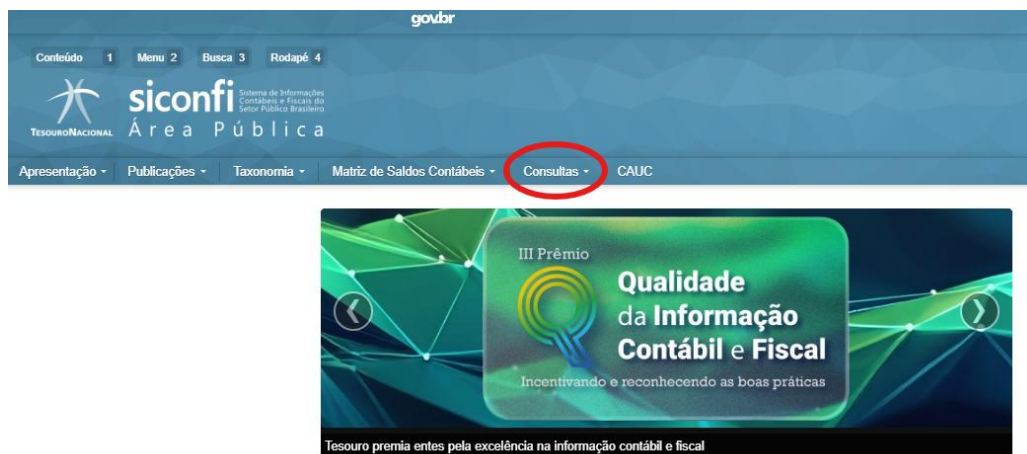 gov.br
Conteúdo 1 Menu 2 Busca 3 Rodapé 4
TESOURONACIONAL
siconfi
Sistema de Informações
Contábeis e Fiscais do
Setor Público Brasileiro
Área Pública
Apresentação Publicações Taxonomia Matriz de Saldos Contábeis Consultas CAUC
III Prêmio
Qualidade
da Informação
Contábil e Fiscal
Incentivando e reconhecendo as boas práticas
Tesouro premia entes pela excelência na informação contábil e fiscal